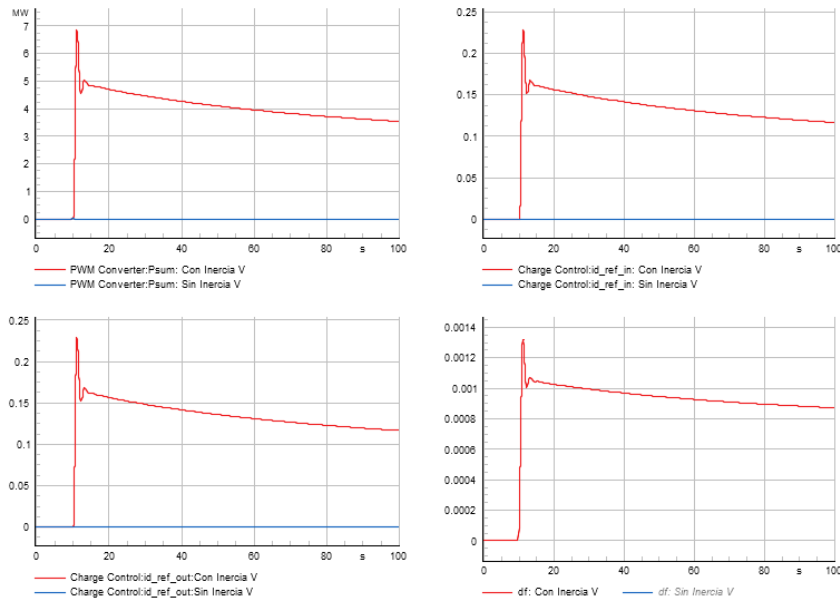 MW
7
6
5
4
3
2
1
0
0 20 40 60 80 s 100
PWM Converter:Psum: Con Inercia V
PWM Converter:Psum: Sin Inercia V
0.25
0.2
0.15
0.1
0.05
0
0 20 40 60 80 s 100
Charge Control:id_ref_in: Con Inercia V
Charge Control:id_ref_in: Sin Inercia V
0.25
0.2
0.15
0.1
0.05
0
0 20 40 60 80 s 100
Charge Control:id_ref_out:Con Inercia V
Charge Control:id_ref_out:Sin Inercia V
0.0014
0.0012
0.001
0.0008
0.0006
0.0004
0.0002
0
0 20 40 60 80 s 100
df: Con Inercia V df: Sin Inercia V